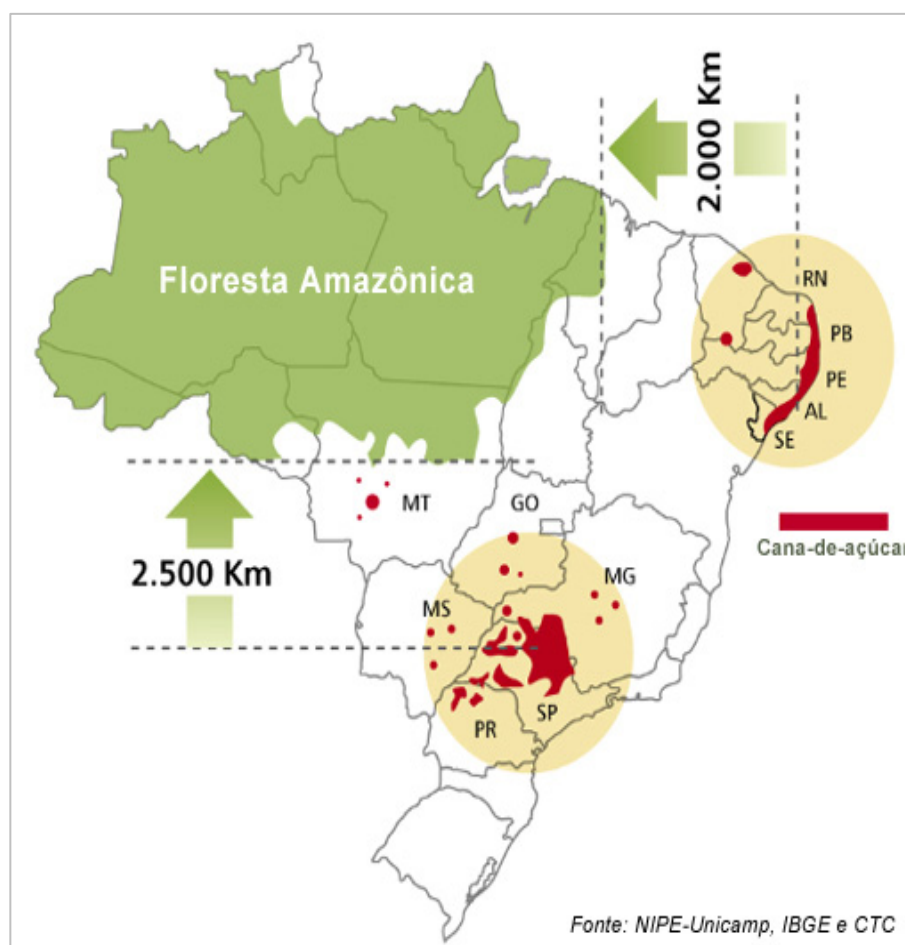 2.000 Km
Floresta Amazônica
RN
PB
PE
AL
SE
MT
GO
Cana-de-açúcar
2.500 Km
MG
MS
SP
PR
Fonte: NIPE-Unicamp, IBGE e CTC